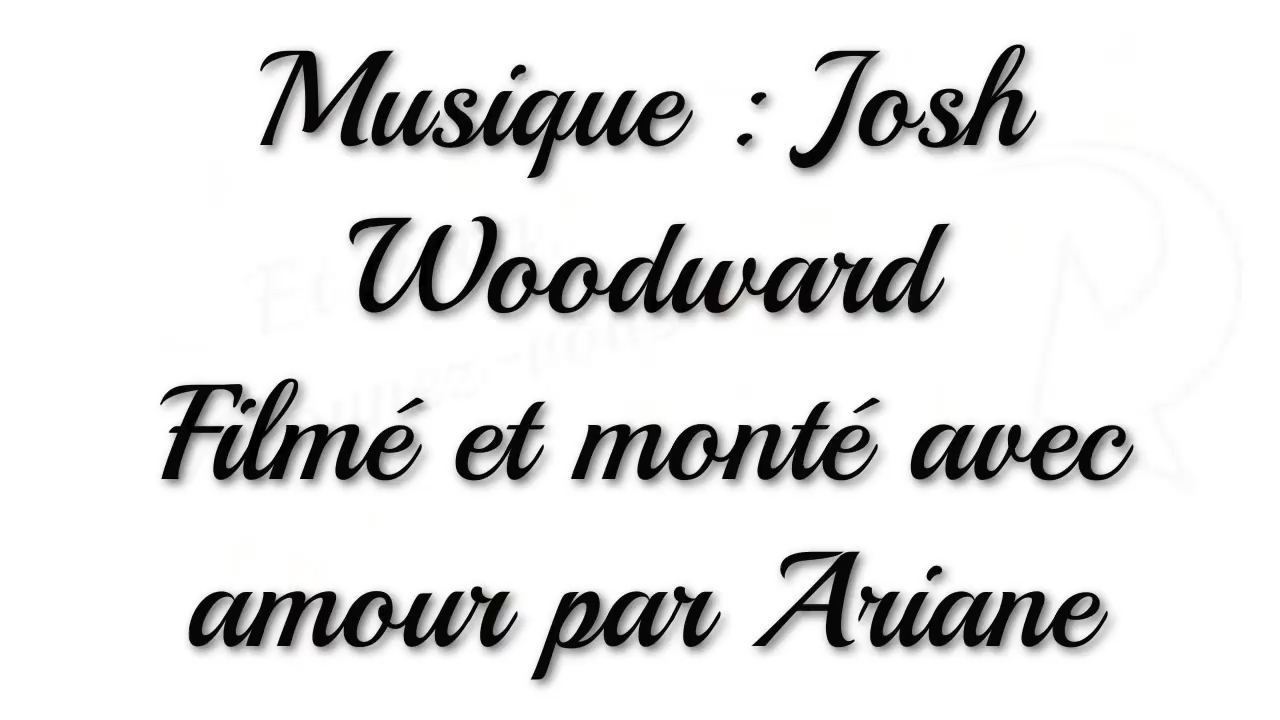 Musique : Josh
Woodward
Filmé et monté avec
amour par Ariane